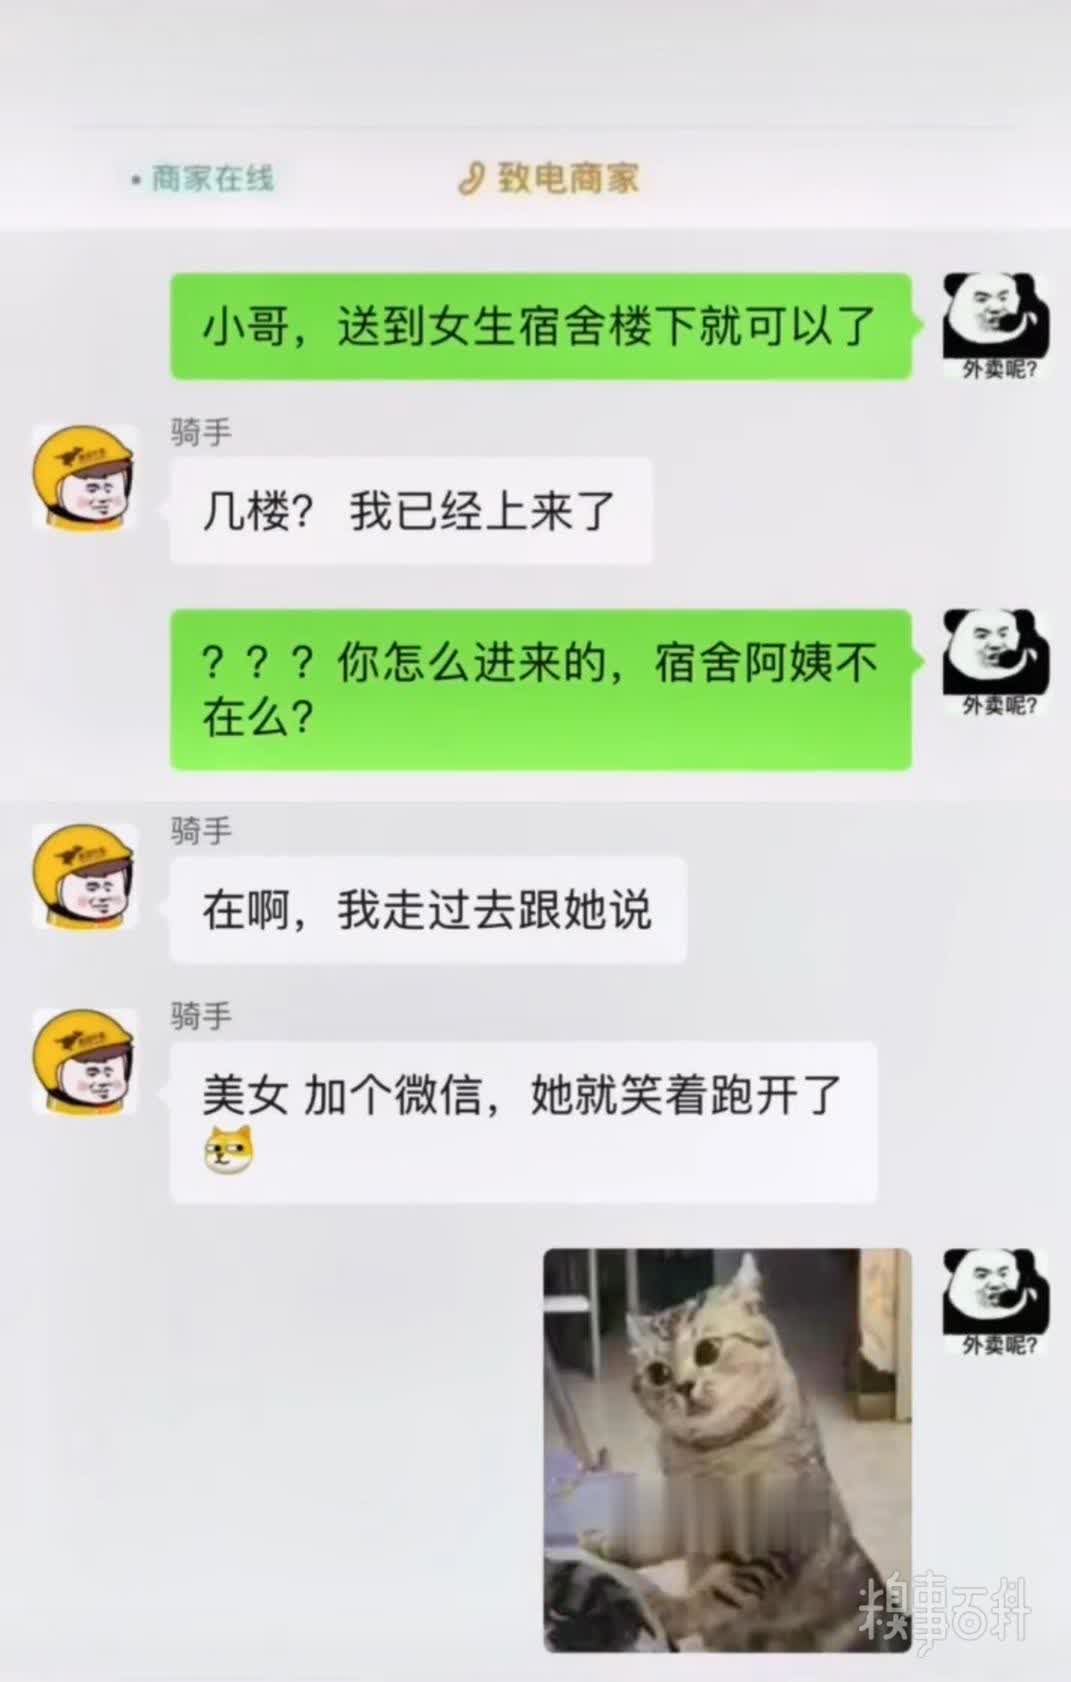 ·商家在线 致电商家
小哥，送到女生宿舍楼下就可以了
外卖呢？
骑手
几楼？ 我已经上来了
？？？你怎么进来的，宿舍阿姨不
在么？
外卖呢？
骑手
在啊，我走过去跟她说
骑手
美女 加个微信，她就笑着跑开了
外卖呢？
糗事百科